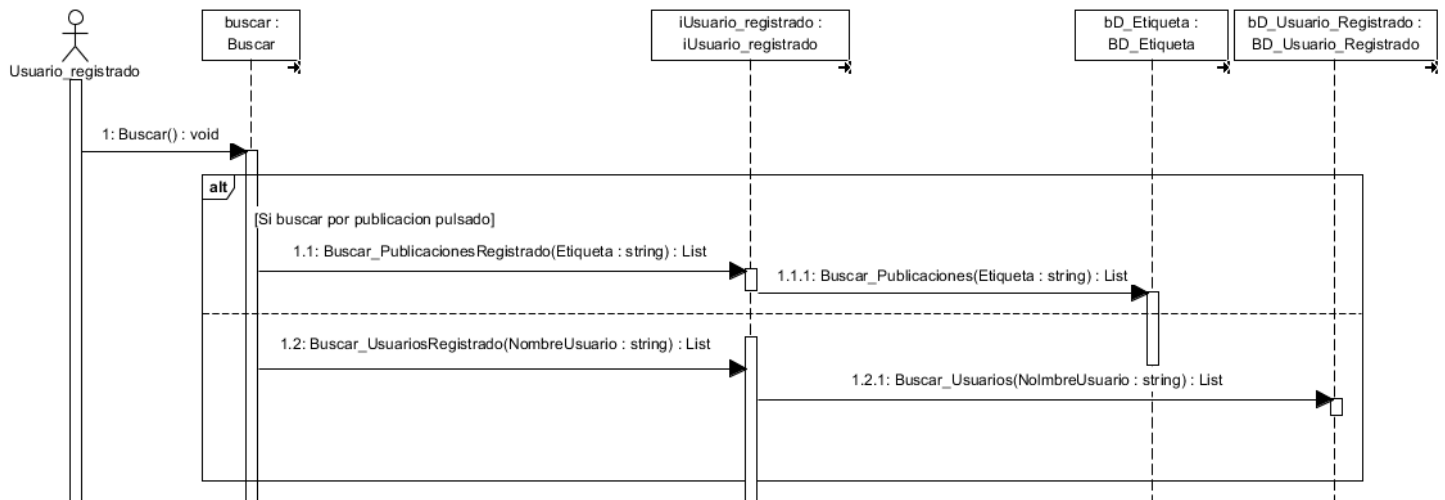 buscar :
Buscar
iUsuario_registrado :
iUsuario_registrado
bD_Etiqueta :
BD_Etiqueta
bD_Usuario_Registrado :
BD_Usuario_Registrado
Usuario_registrado
1: Buscar() : void
alt
[Si buscar por publicacion pulsado]
1.1: Buscar_PublicacionesRegistrado(Etiqueta : string) : List
1.1.1: Buscar_Publicaciones(Etiqueta : string) : List
1.2: Buscar_UsuariosRegistrado(NombreUsuario : string) : List
1.2.1: Buscar_Usuarios(NolmbreUsuario : string) : List